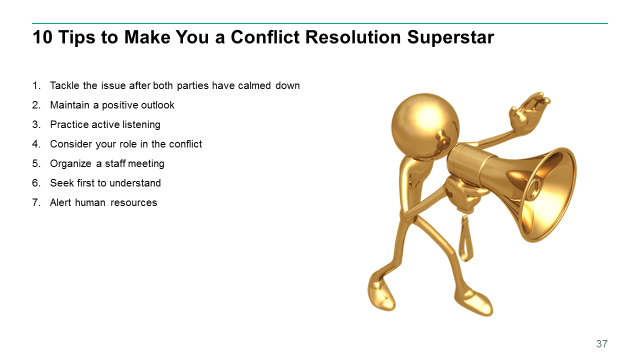 10 Tips to Make You a Conflict Resolution Superstar
1. Tackle the issue after both parties have calmed down
2. Maintain a positive outlook
3. Practice active listening
4. Consider your role in the conflict
5. Organize a staff meeting
6. Seek first to understand
7. Alert human resources
37